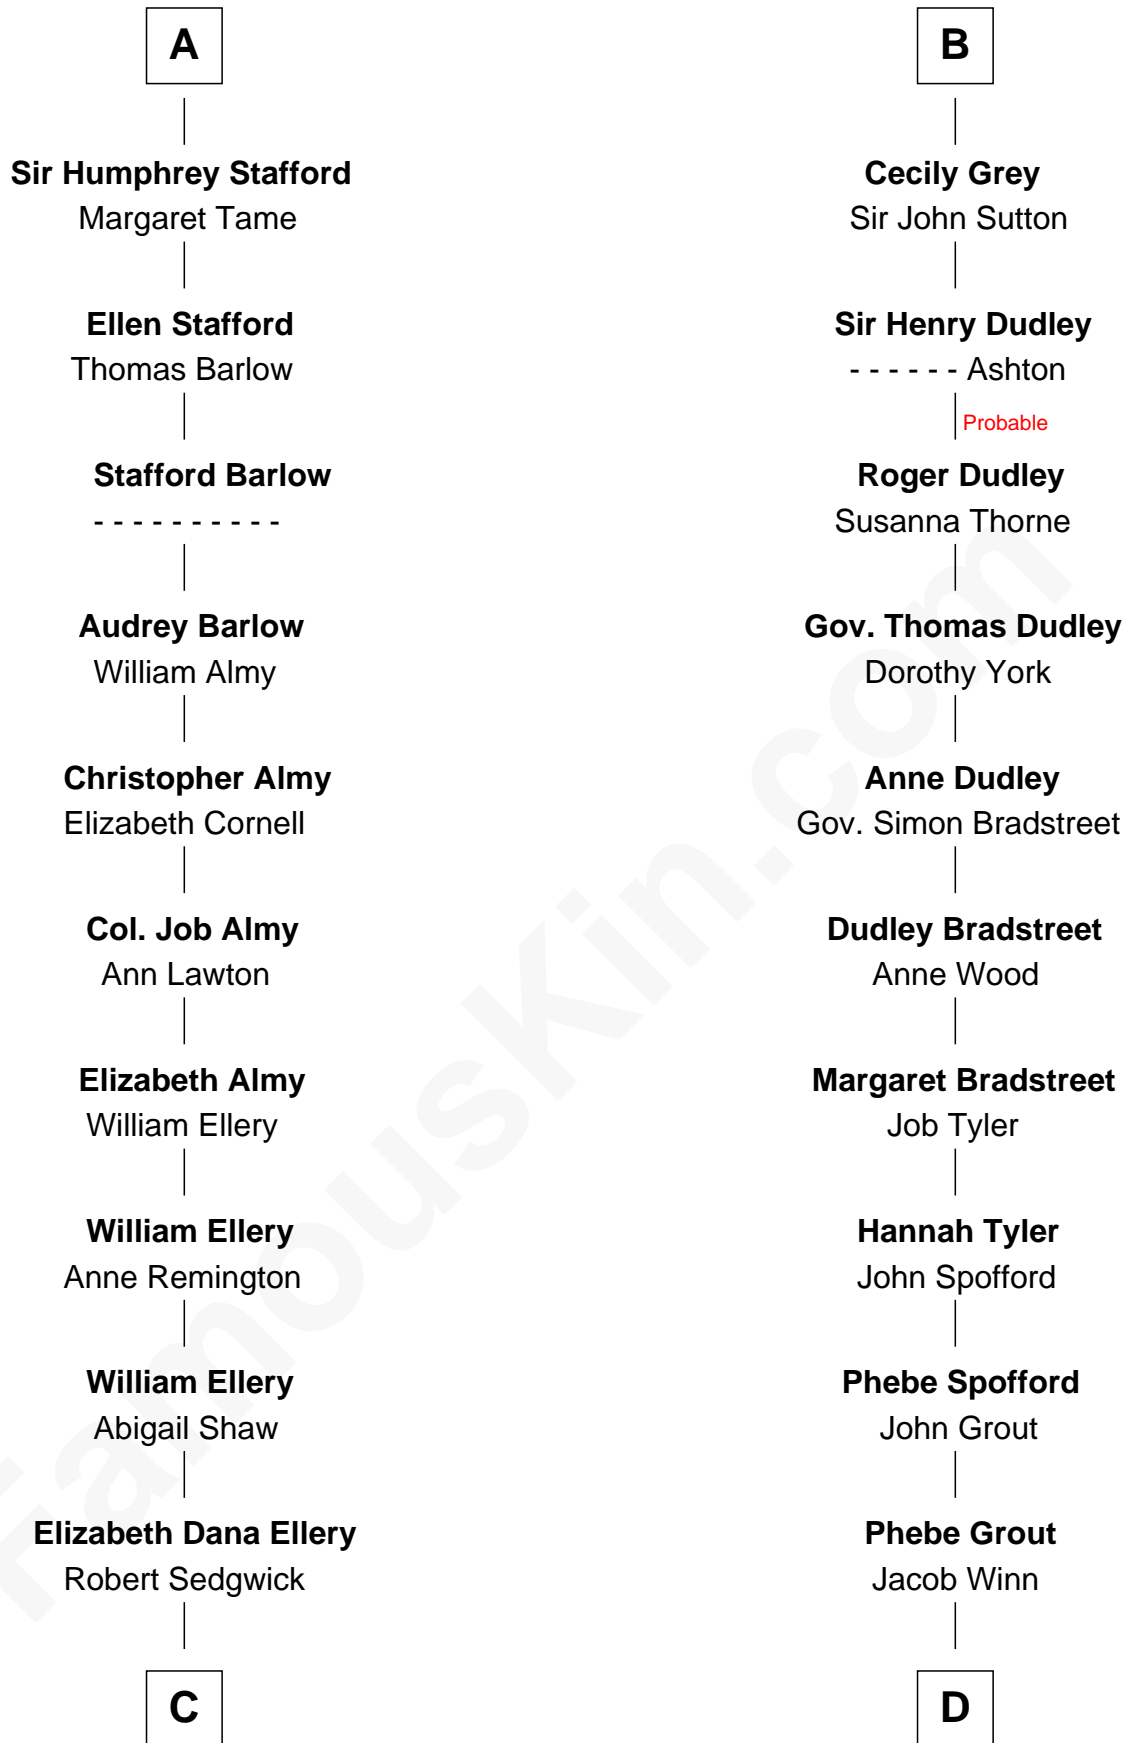 A
Sir Humphrey Stafford
Margaret Tame
Ellen Stafford
Thomas Barlow
Stafford Barlow
- - - - - - - - - -
Audrey Barlow
William Almy
Christopher Almy
Elizabeth Cornell
Col. Job Almy
Ann Lawton
Elizabeth Almy
William Ellery
William Ellery
Anne Remington
William Ellery
Abigail Shaw
Elizabeth Dana Ellery
Robert Sedgwick
C
B
Cecily Grey
Sir John Sutton
Sir Henry Dudley
- - - - - - Ashton
Probable
Roger Dudley
Susanna Thorne
Gov. Thomas Dudley
Dorothy York
Anne Dudley
Gov. Simon Bradstreet
Dudley Bradstreet
Anne Wood
Margaret Bradstreet
Job Tyler
Hannah Tyler
John Spofford
Phebe Spofford
John Grout
Phebe Grout
Jacob Winn
D
FamousKin.com